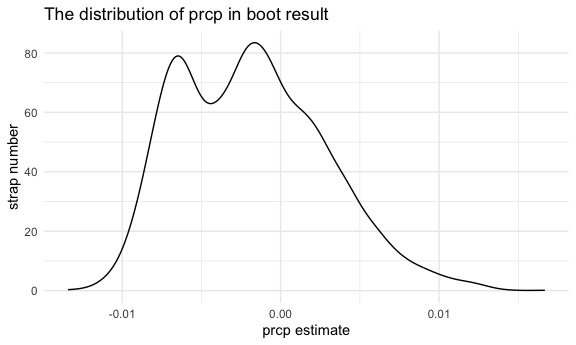 The distribution of prcp in boot result
strap number
80
60
40
20
0
-0.01
0.00
0.01
prcp estimate